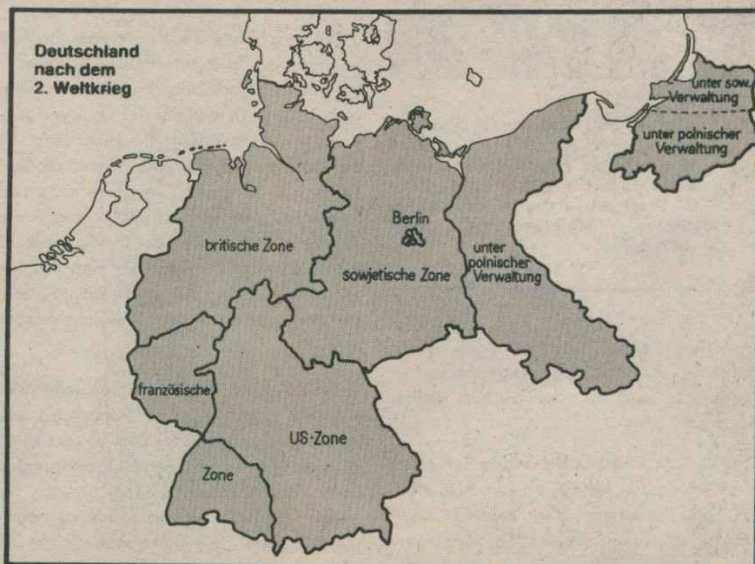 Deutschland
nach dem
2. Weltkrieg
unter sow.
Verwaltung
unter polnischer
Verwaltung
Berlin
britische Zone
sowjetische Zone
unter
polnischer
Verwaltung
französische
US-Zone
Zone